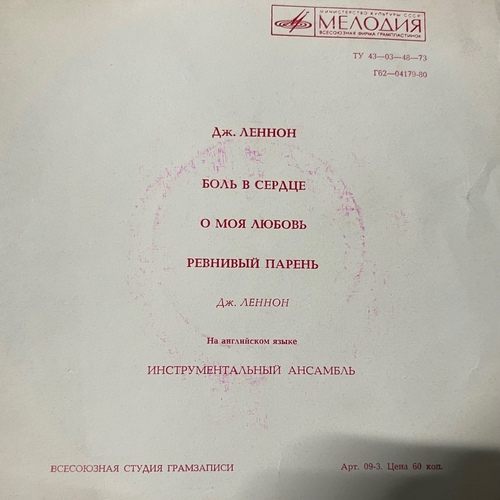 МИНИСТЕРСТВО КУЛЬТУРЫ СССР
МЕЛОДИЯ
ВСЕСОЮЗНАЯ ФИРМА ГРАМПЛАСТИНОК
ТУ 43—03—48—73
Г62—04179-80
Дж. ЛЕННОН
БОЛЬ В СЕРДЦЕ
О МОЯ ЛЮБОВЬ
РЕВНИВЫЙ ПАРЕНЬ
Дж. ЛЕННОН
На английском языке
ИНСТРУМЕНТАЛЬНЫЙ АНСАМБЛЬ
ВСЕСОЮЗНАЯ СТУДИЯ ГРАМЗАПИСИ
Арт. 09-3. Цена 60 коп.